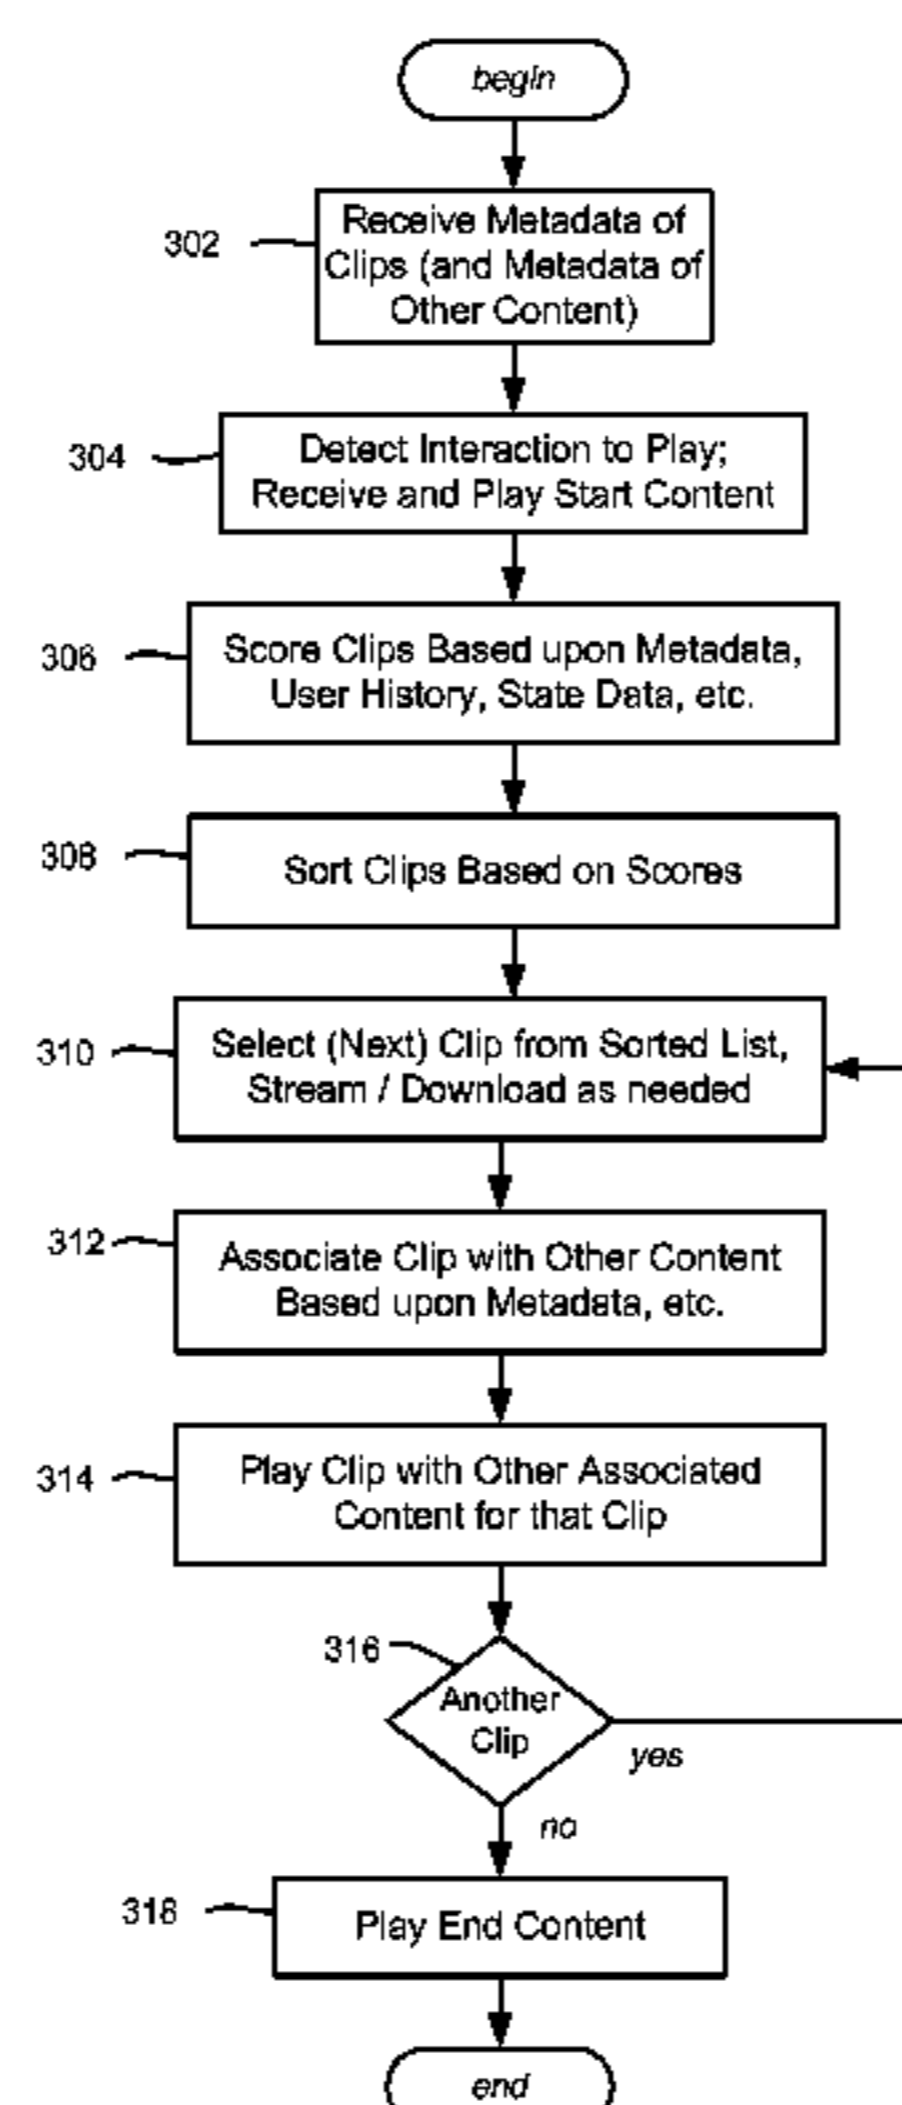 begin
302
Receive Metadata of
Clips (and Metadata of
Other Content)
304
Detect Interaction to Play;
Receive and Play Start Content
306
Score Clips Based upon Metadata,
User History, State Data, etc.
308
Sort Clips Based on Scores
310
Select (Next) Clip from Sorted List,
Stream / Download as needed
312
Associate Clip with Other Content
Based upon Metadata, etc.
314
Play Clip with Other Associated
Content for that Clip
316
Another
Clip
yes
no
318
Play End Content
end